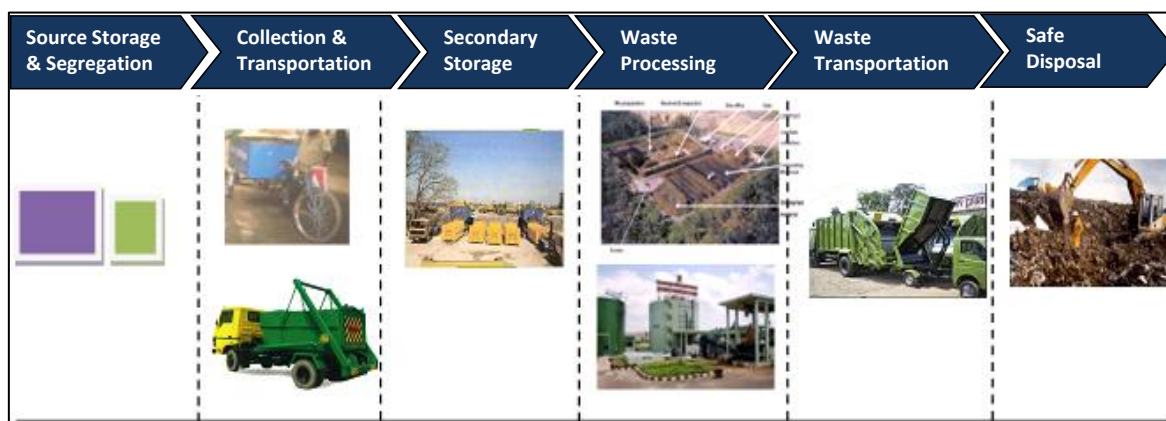 Source Storage
& Segregation
Collection &
Transportation
Secondary
Storage
Waste
Processing
Waste
Transportation
Safe
Disposal